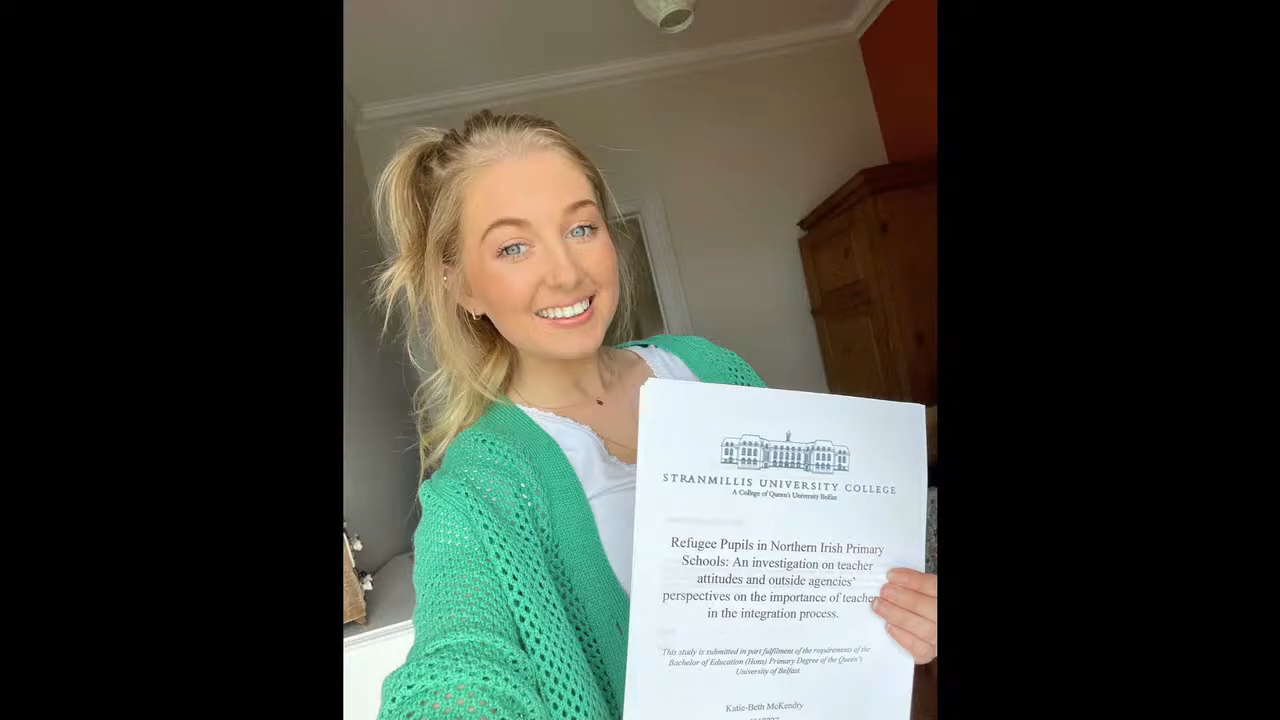 STRANMILLIS UNIVERSITY COLLEGE
A College of Queen's University Belfast
Refugee Pupils in Northern Irish Primary
Schools: An investigation on teacher
attitudes and outside agencies'
perspectives on the importance of teache
in the integration process.
This study is submitted in part fulfilment of the requirements of the
Bachelor of Education (Hons) Primary Degree of the Queen's
University of Belfast.
Katie-Beth McKendry